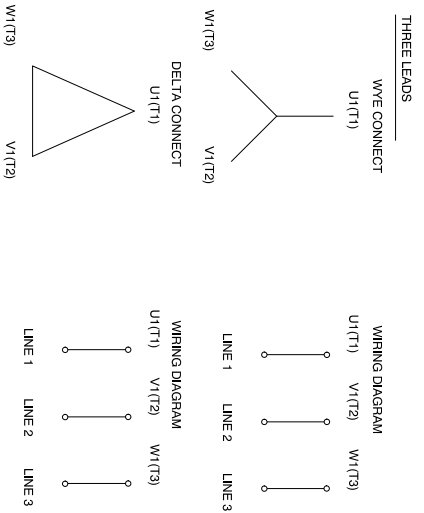 THREE LEADS
WYE CONNECT
U1(T1)
W1(T3)
V1(T2)
WIRING DIAGRAM
U1(T1) V1(T2) W1(T3)
LINE 1 LINE 2 LINE 3
DELTA CONNECT
U1(T1)
W1(T3)
V1(T2)
WIRING DIAGRAM
U1(T1) V1(T2) W1(T3)
LINE 1 LINE 2 LINE 3